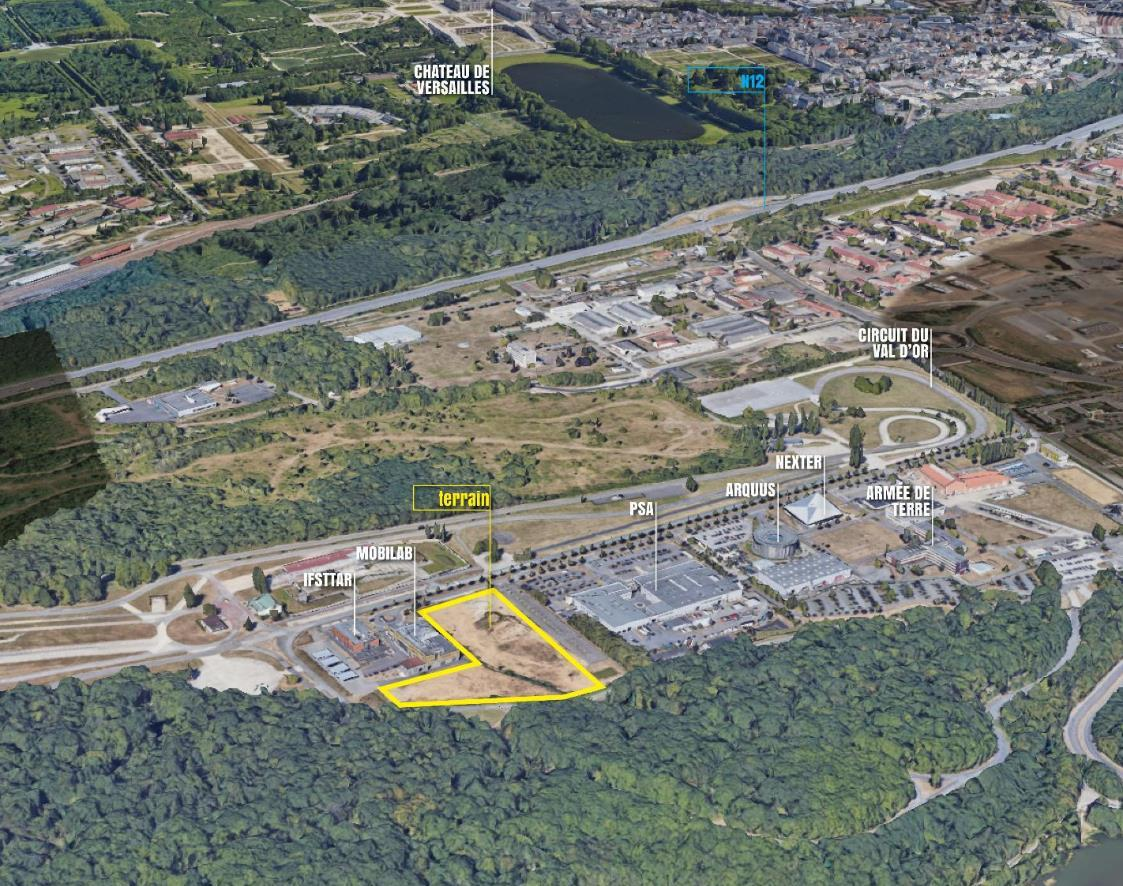 CHATEAU DE
VERSAILLES
N12
CIRCUIT DU
VAL D'OR
NEXTER
ARQUUS
ARMÉE DE
TERRE
terrain
PSA
MOBILAB
IFSTTAR